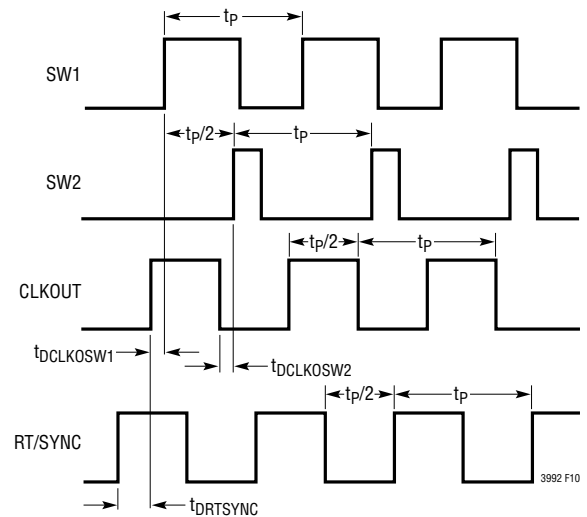 tP
SW1
tP/2
tP
SW2
tP/2
tP
CLKOUT
tDCLKOSW1
tDCLKOSW2
tP/2
tP
RT/SYNC
3992 F10
tDRTSYNC